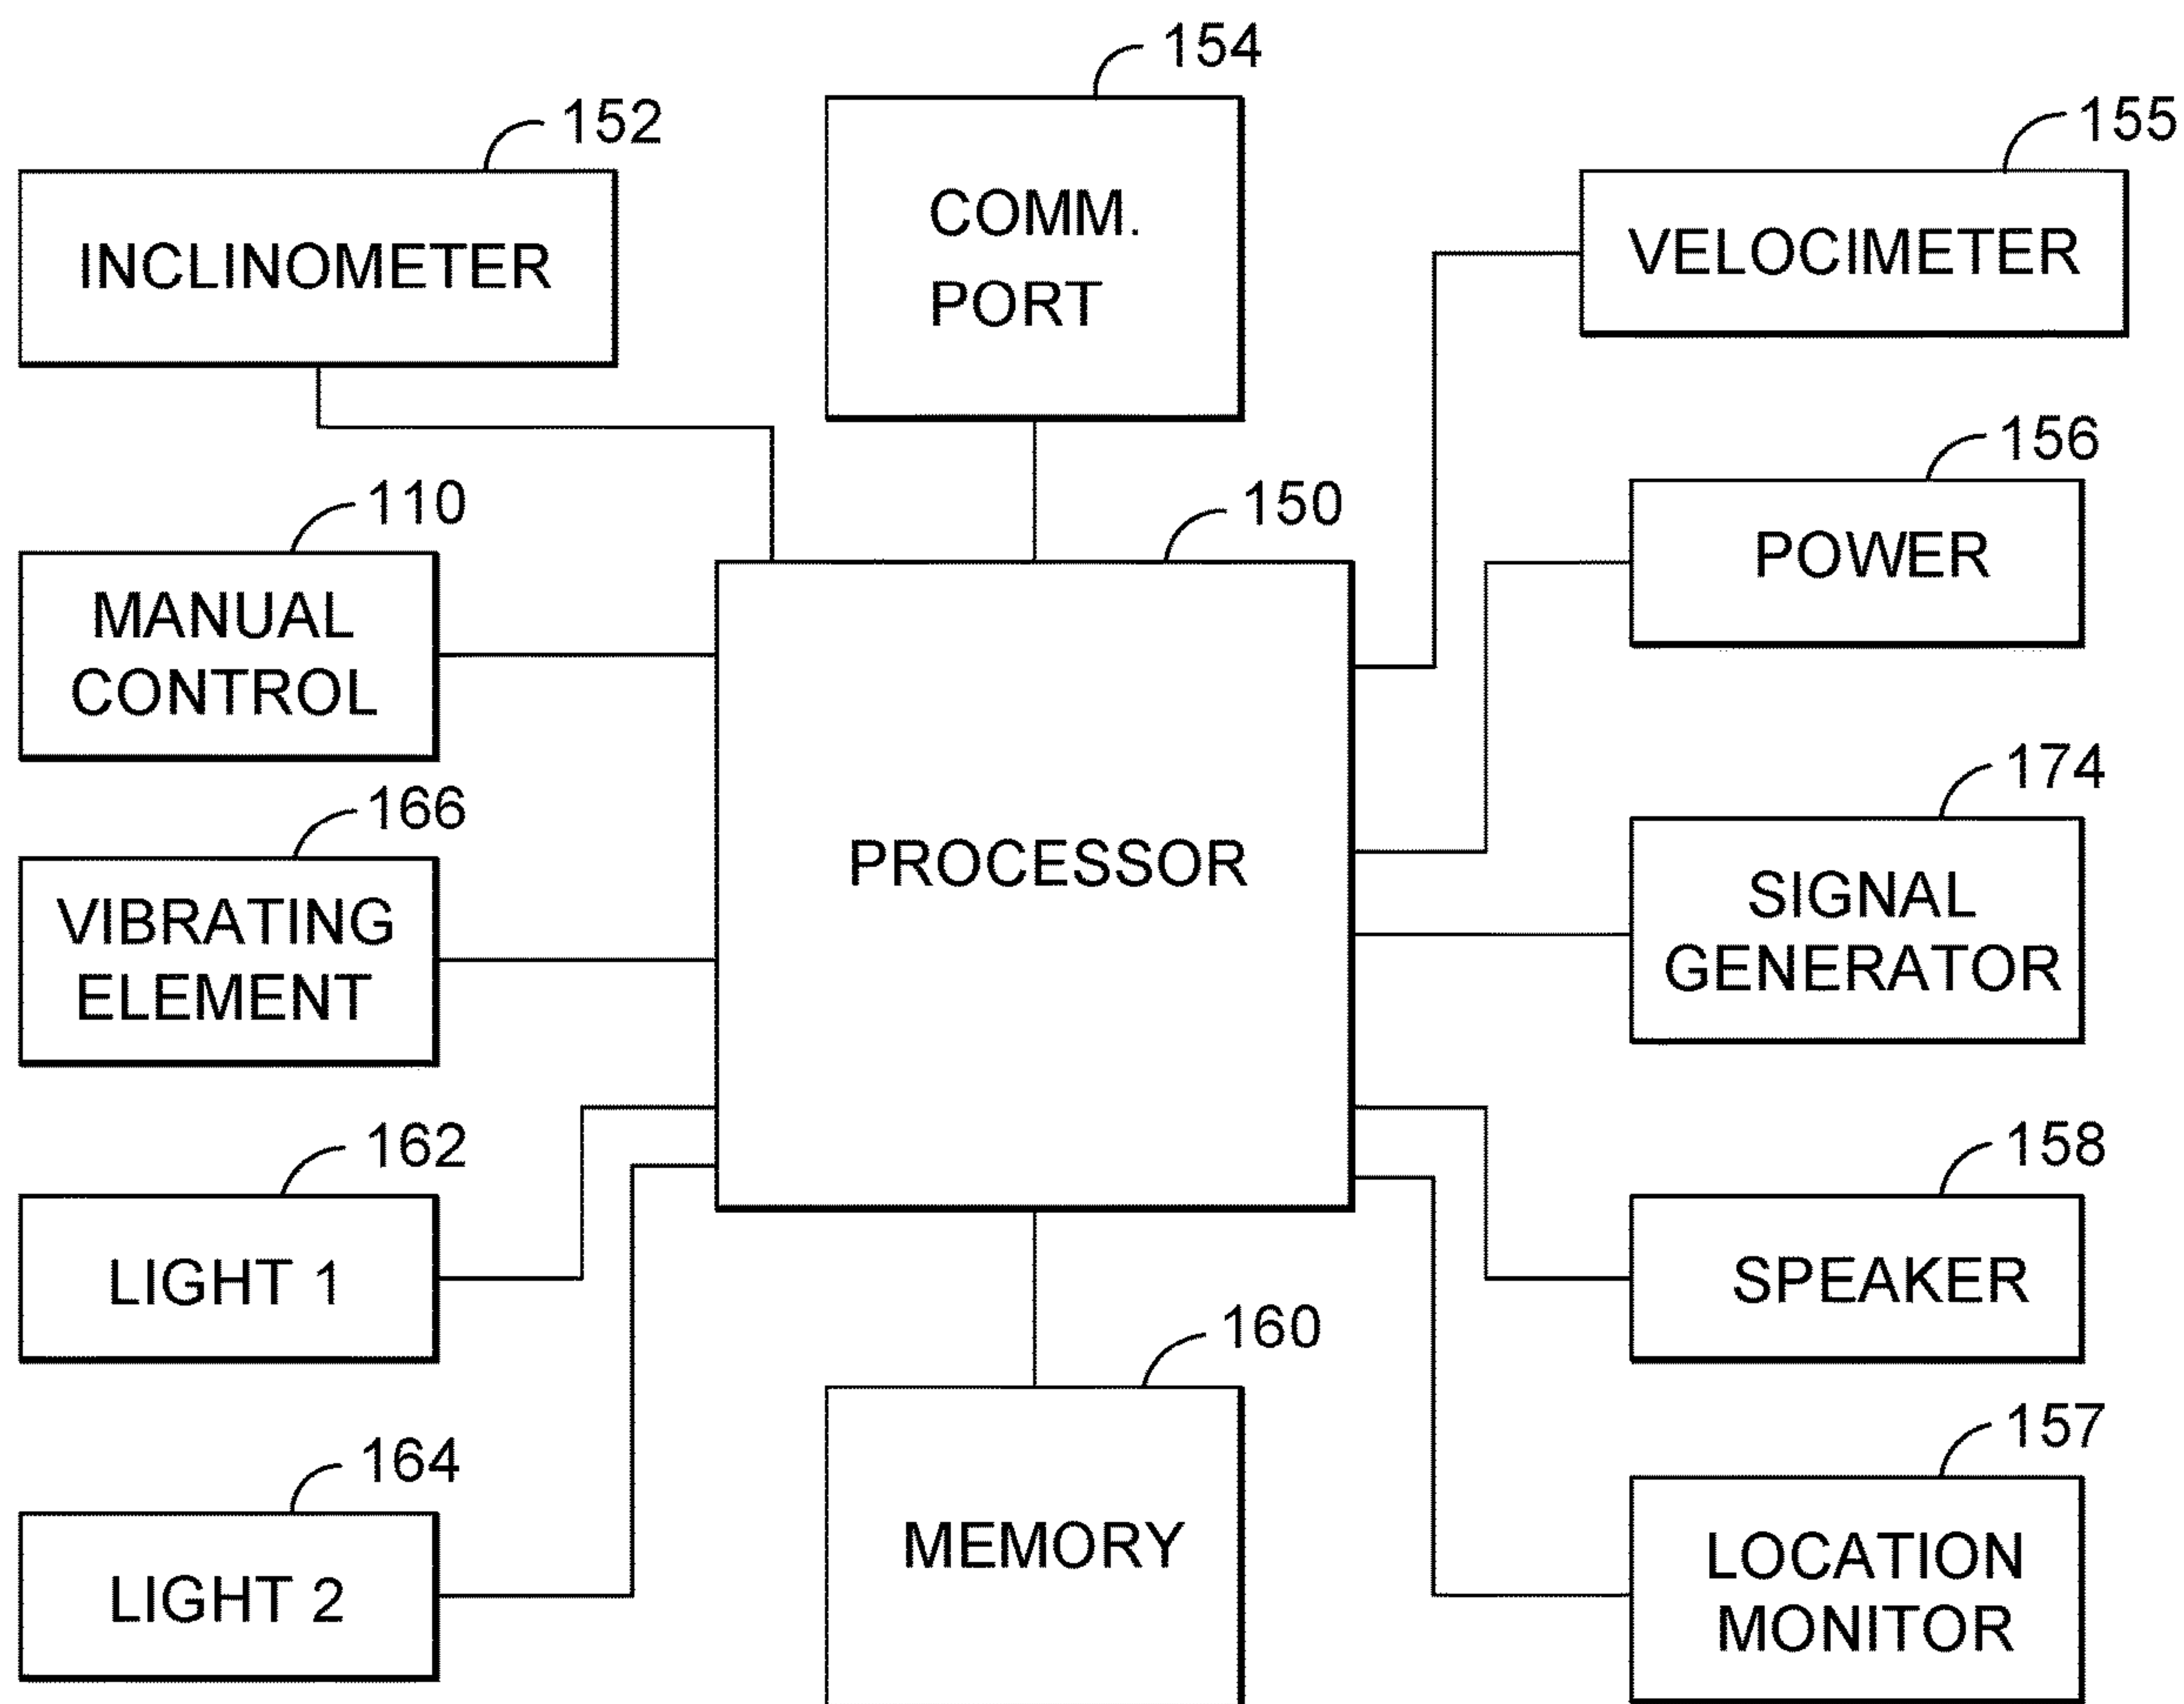 154
152
155
COMM.
PORT
INCLINOMETER
VELOCIMETER
156
110
150
POWER
MANUAL
CONTROL
174
166
PROCESSOR
SIGNAL
GENERATOR
VIBRATING
ELEMENT
162
158
LIGHT 1
SPEAKER
160
157
164
MEMORY
LOCATION
MONITOR
LIGHT 2